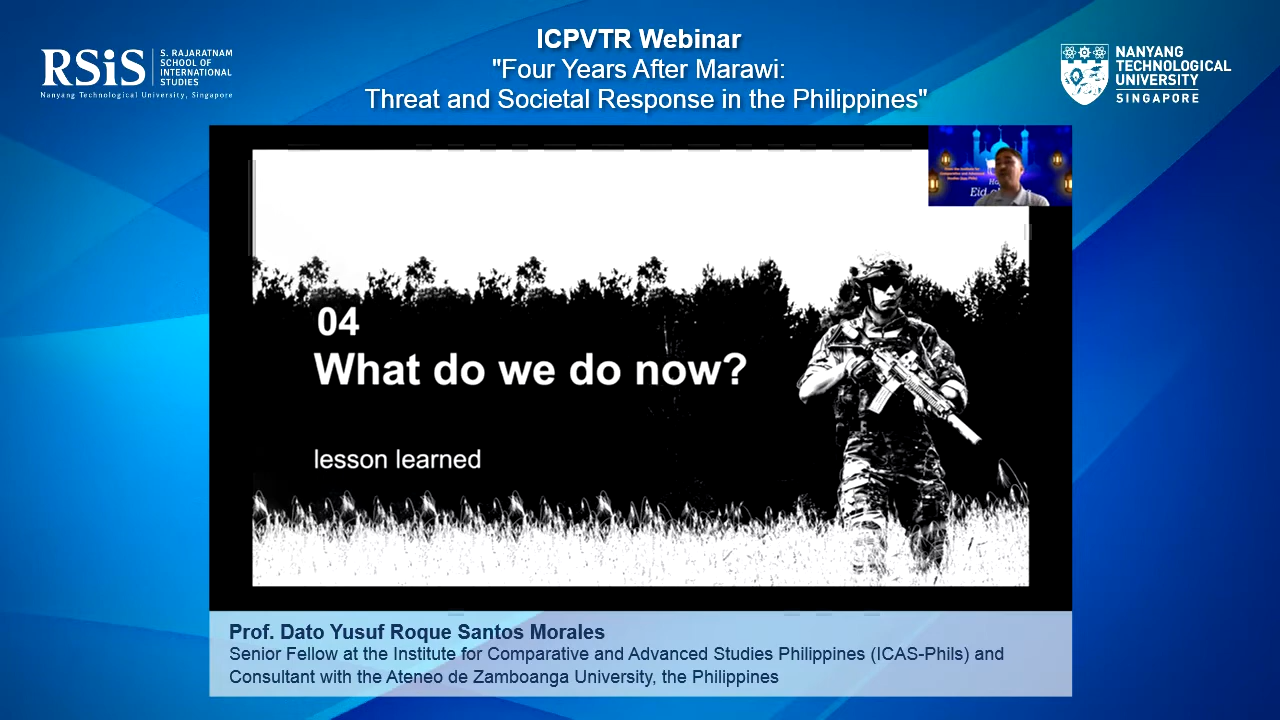 ICPVTR Webinar
"Four Years After Marawi:
Threat and Societal Response in the Philippines"
RSiS
S. RAJARATNAM
SCHOOL OF
INTERNATIONAL
STUDIES
Nanyang Technological University, Singapore
NANYANG
TECHNOLOGICAL
UNIVERSITY
SINGAPORE
04
What do we do now?
lesson learned
Prof. Dato Yusuf Roque Santos Morales
Senior Fellow at the Institute for Comparative and Advanced Studies Philippines (ICAS-Phils) and
Consultant with the Ateneo de Zamboanga University, the Philippines